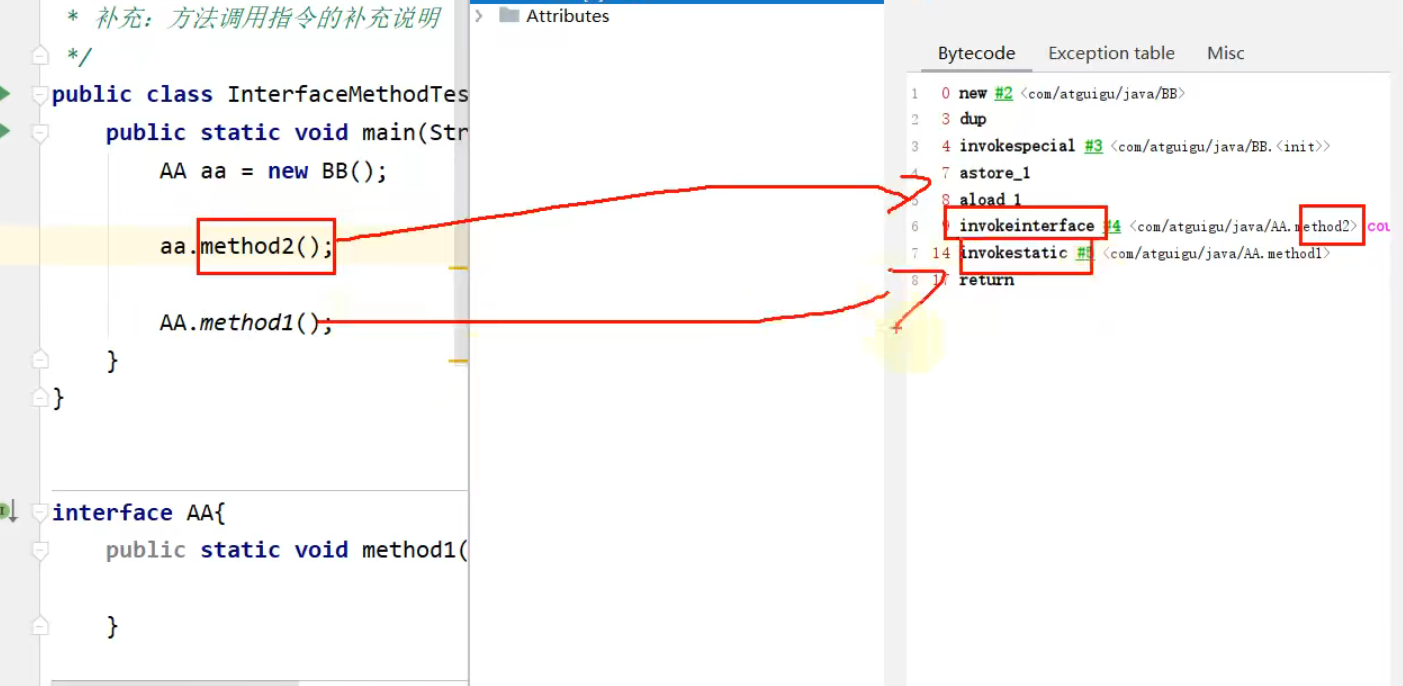 * 补充：方法调用指令的补充说明
*/
public class InterfaceMethodTes
public static void main(Str
AA aa = new BB();
aa.method2();
AA.method1();
}
}
interface AA{
public static void method1(
}
Attributes
Bytecode Exception table Misc
1 0 new #2 <com/atguigu/java/BB>
2 3 dup
3 4 invokespecial #3 <com/atguigu/java/BB.<init>>
4 7 astore_1
5 8 aload_1
6 9 invokeinterface #4 <com/atguigu/java/AA.method2> cou
7 14 invokestatic #5 <com/atguigu/java/AA.method1>
8 17 return